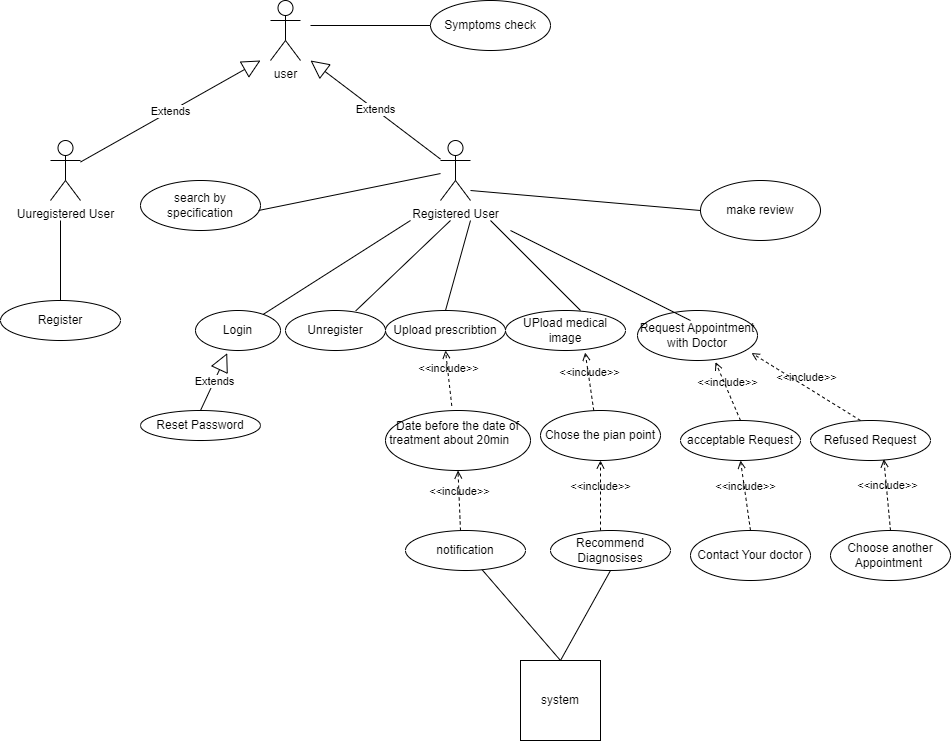 Symptoms check
user
Extends
Extends
Uuregistered User
search by
specification
Registered User
make review
Register
Login
Unregister
Upload prescribtion
UPload medical
image
Request Appointment
with Doctor
Extends
<<include>>
<<include>>
<<include>>
<<include>>
Reset Password
Date before the date of
treatment about 20min
Chose the pian point
acceptable Request
Refused Request
<<include>>
<<include>>
<<include>>
<<include>>
notification
Recommend
Diagnosises
Contact Your doctor
Choose another
Appointment
system